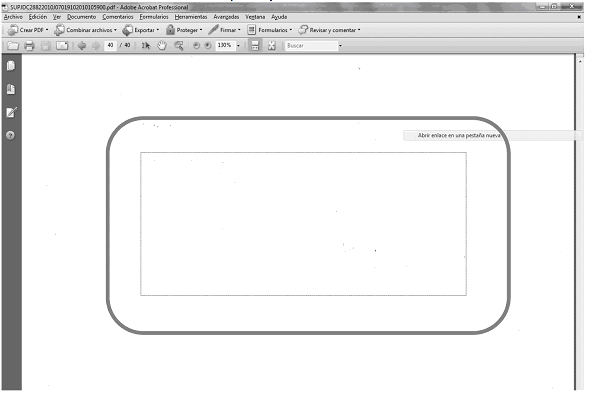 SUPJDC28822010JO7019102010105900.pdf - Adobe Acrobat Professional
Archivo Edición Ver Documento Comentarios Formularios Herramientas Avanzadas Ventana Ayuda
Crear PDF Combinar archivos Exportar Proteger Firmar Formularios Revisar y comentar
40 / 40 130% Buscar
Abrir enlace en una pestaña nueva